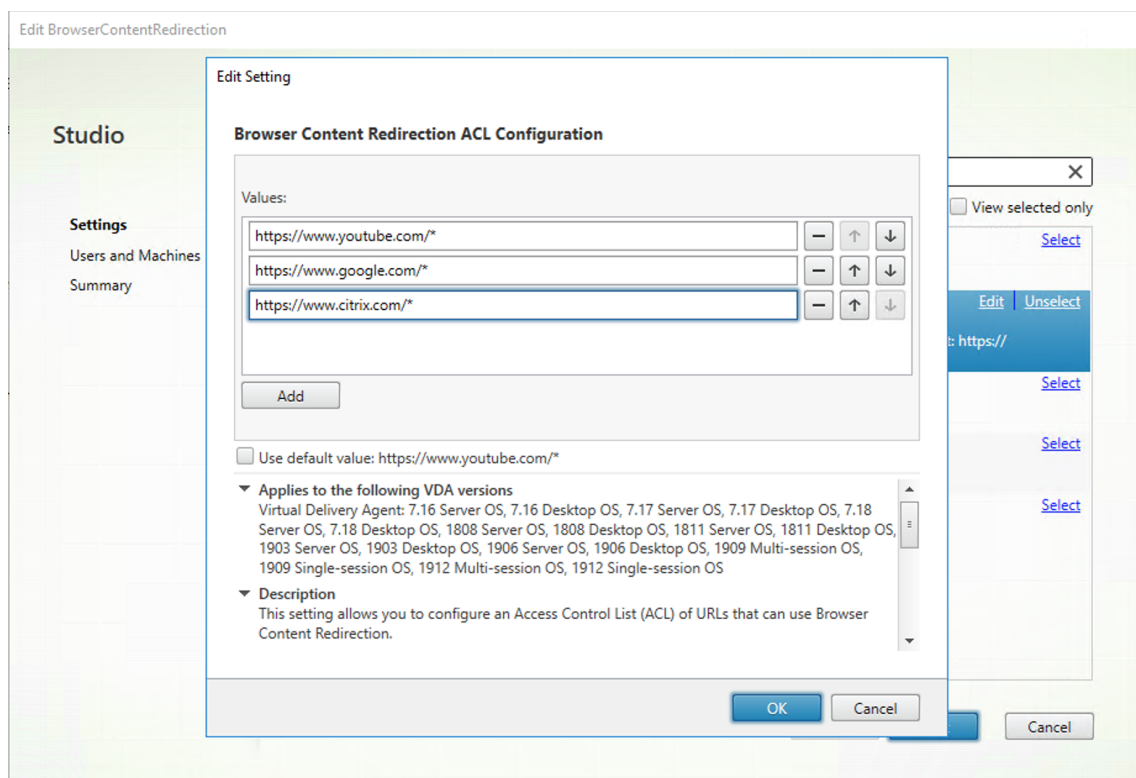 Edit BrowserContentRedirection
Edit Setting
Studio
Browser Content Redirection ACL Configuration
Values:
View selected only
Settings
https://www.youtube.com/*
Select
Users and Machines
https://www.google.com/*
Summary
https://www.citrix.com/*
Edit
Unselect
https://
Select
Add
Select
Use default value: https://www.youtube.com/*
Applies to the following VDA versions
Virtual Delivery Agent: 7.16 Server OS, 7.16 Desktop OS, 7.17 Server OS, 7.17 Desktop OS, 7.18
Server OS, 7.18 Desktop OS, 1808 Server OS, 1808 Desktop OS, 1811 Server OS, 1811 Desktop OS,
1903 Server OS, 1903 Desktop OS, 1906 Server OS, 1906 Desktop OS, 1909 Multi-session OS,
1909 Single-session OS, 1912 Multi-session OS, 1912 Single-session OS
Select
Description
This setting allows you to configure an Access Control List (ACL) of URLs that can use Browser
Content Redirection.
OK
Cancel
Cancel